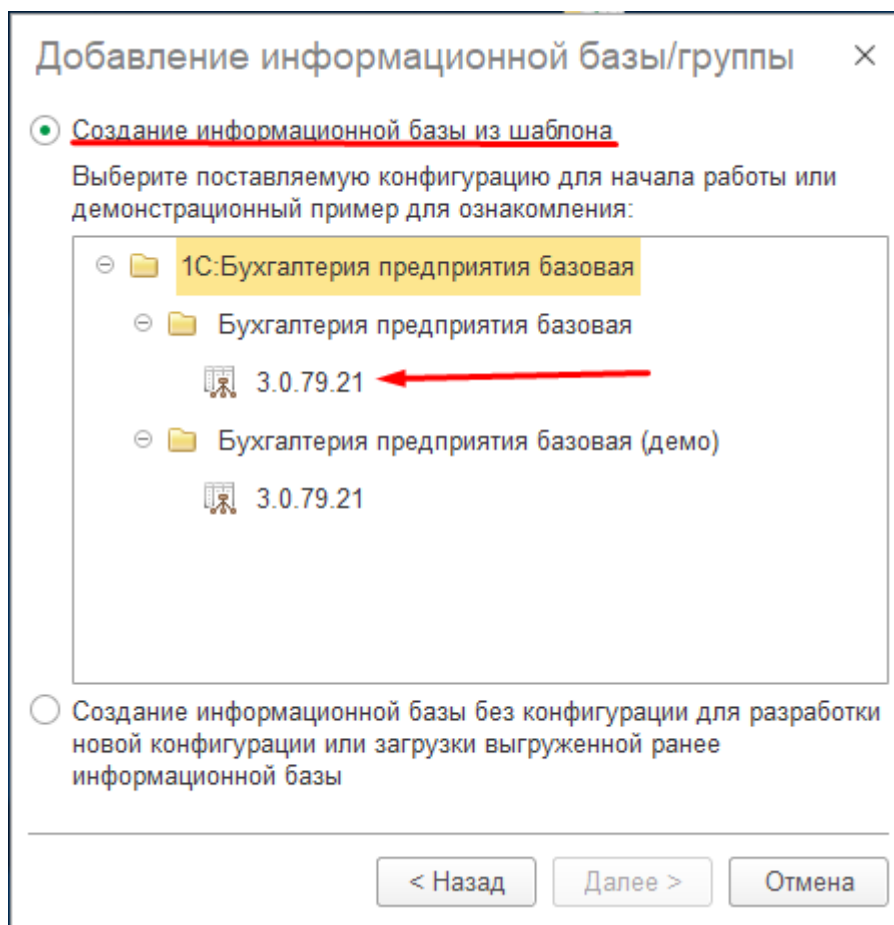 Добавление информационной базы/группы
Создание информационной базы из шаблона
Выберите поставляемую конфигурацию для начала работы или
демонстрационный пример для ознакомления:
1С:Бухгалтерия предприятия базовая
Бухгалтерия предприятия базовая
3.0.79.21
Бухгалтерия предприятия базовая (демо)
3.0.79.21
Создание информационной базы без конфигурации для разработки
новой конфигурации или загрузки выгруженной ранее
информационной базы
< Назад
Далее >
Отмена